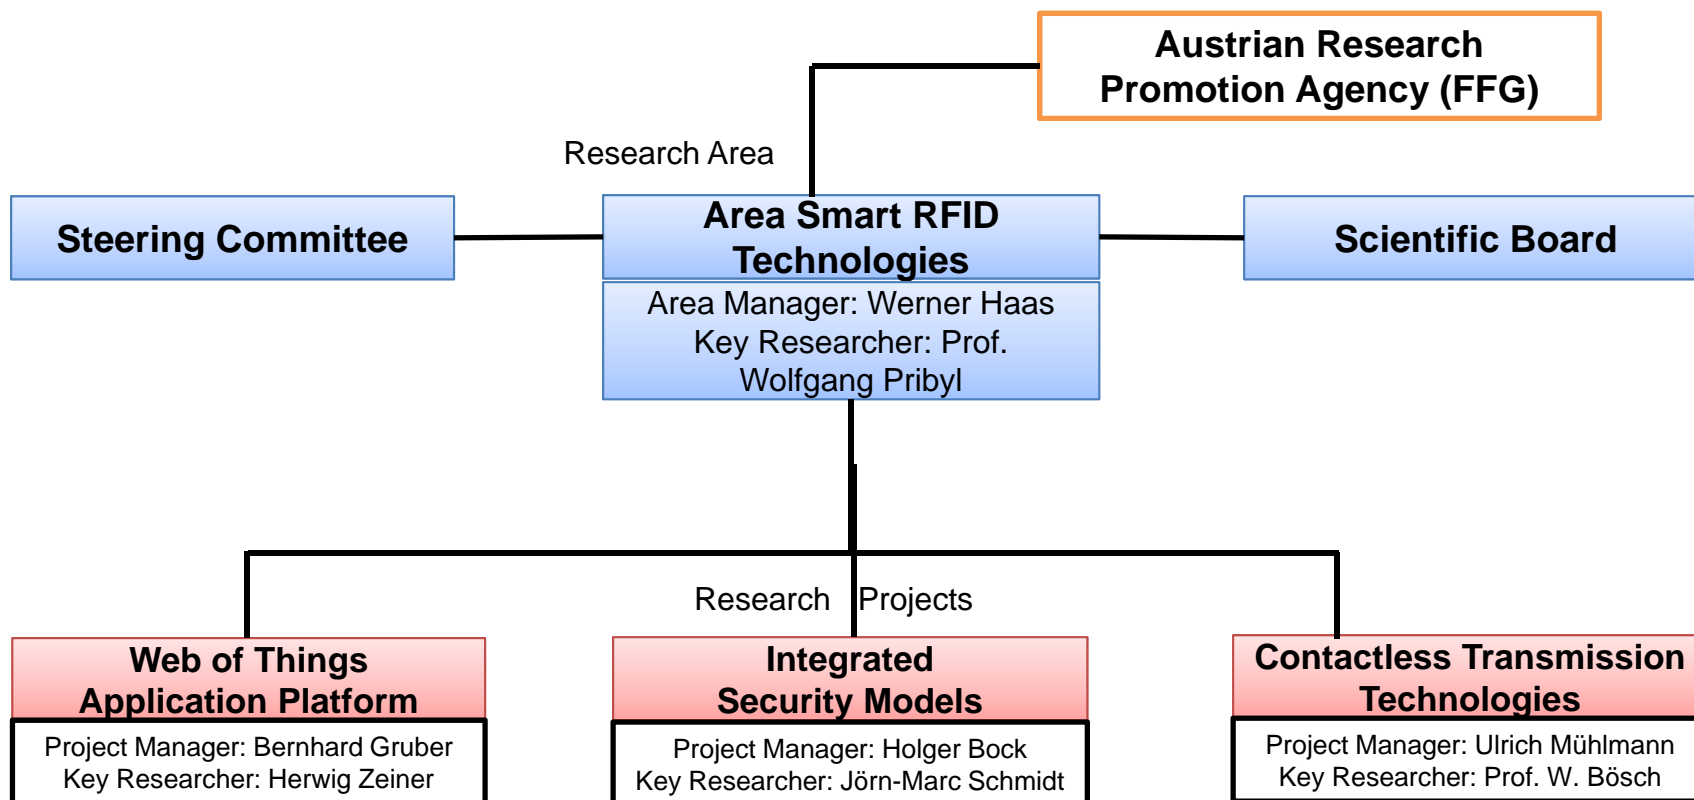 Austrian Research
Promotion Agency (FFG)
Research Area
Steering Committee
Area Smart RFID
Technologies
Scientific Board
Area Manager: Werner Haas
Key Researcher: Prof.
Wolfgang Pribyl
Research Projects
Web of Things
Application Platform
Project Manager: Bernhard Gruber
Key Researcher: Herwig Zeiner
Integrated
Security Models
Project Manager: Holger Bock
Key Researcher: Jörn-Marc Schmidt
Contactless Transmission
Technologies
Project Manager: Ulrich Mühlmann
Key Researcher: Prof. W. Bösch